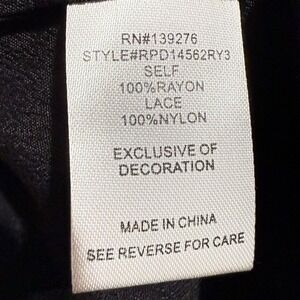 RN#139276
STYLE#RPD14562RY3
SELF
100%RAYON
LACE
100%NYLON
EXCLUSIVE OF
DECORATION
MADE IN CHINA
SEE REVERSE FOR CARE